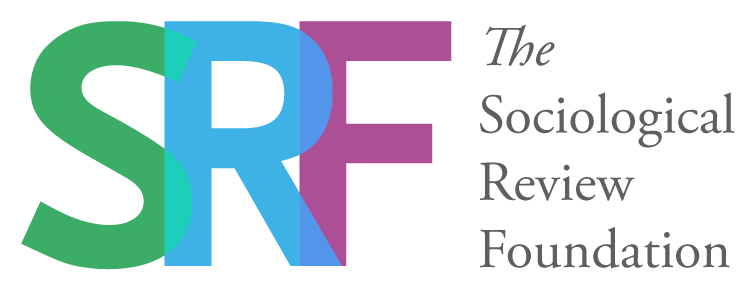 SRF
The
Sociological
Review
Foundation